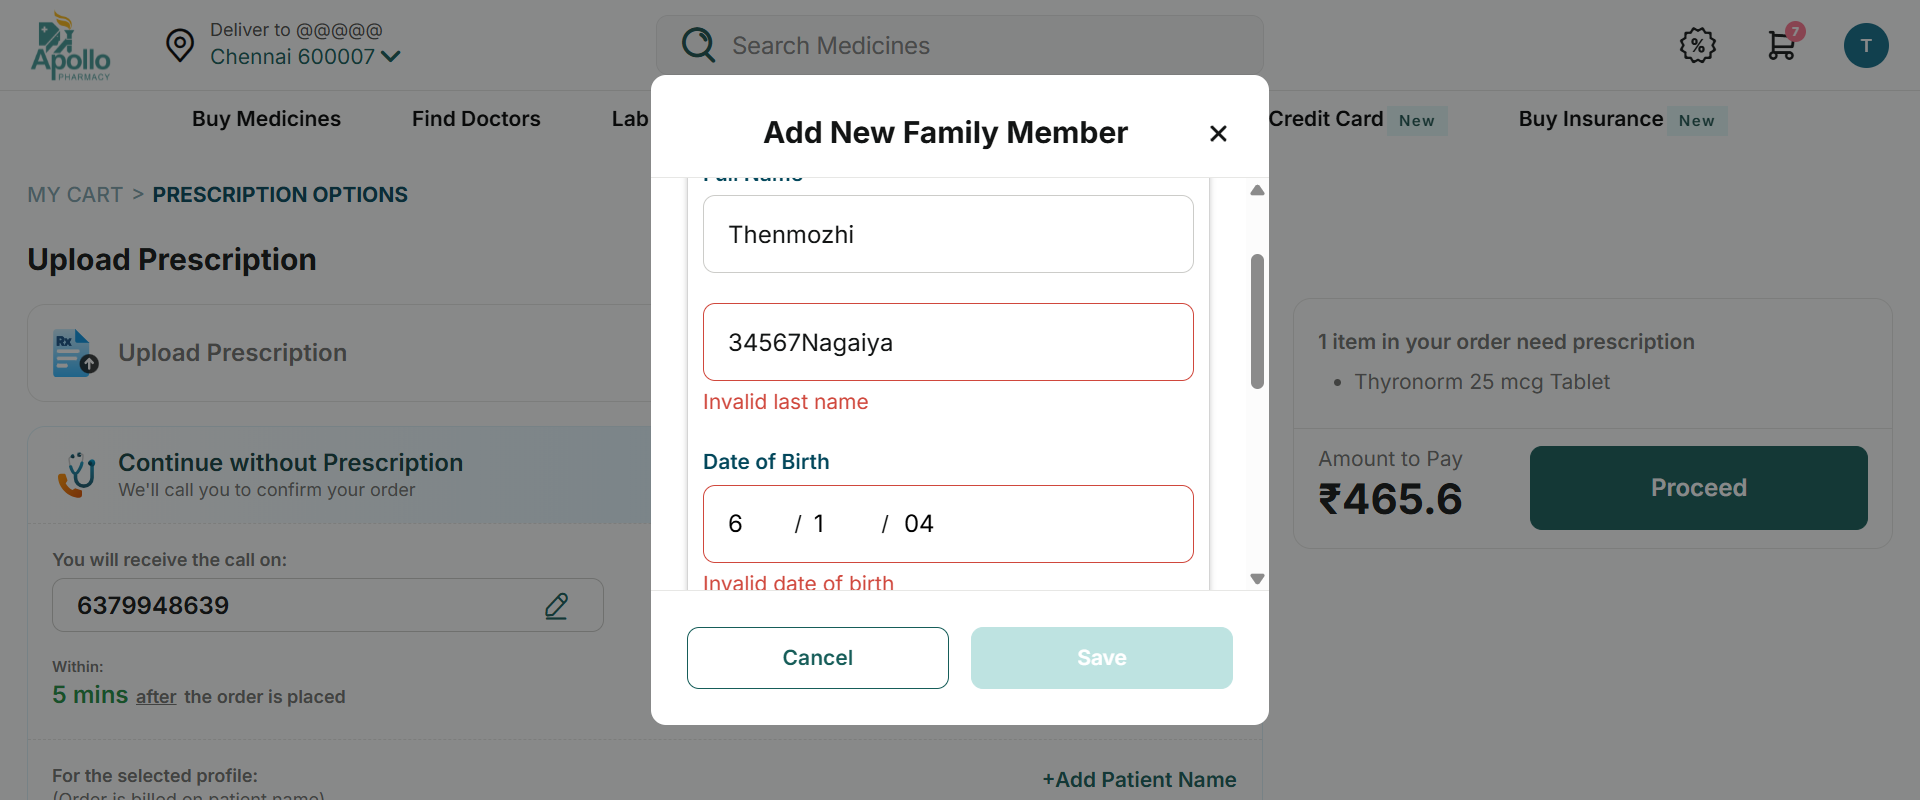 Apollo
PHARMACY
Deliver to @@@@@
Chennai 600007
Search Medicines
%
7
T
Buy Medicines
Find Doctors
Lab
Credit Card New
Buy Insurance New
MY CART > PRESCRIPTION OPTIONS
Upload Prescription
Rx
Upload Prescription
Continue without Prescription
We'll call you to confirm your order
You will receive the call on:
6379948639
Within:
5 mins after the order is placed
For the selected profile:
(Order is billed on patient name)
+Add Patient Name
Add New Family Member
Full Name
Thenmozhi
34567Nagaiya
Invalid last name
Date of Birth
6 / 1 / 04
Invalid date of birth
Cancel
Save
1 item in your order need prescription
• Thyronorm 25 mcg Tablet
Amount to Pay
₹465.6
Proceed